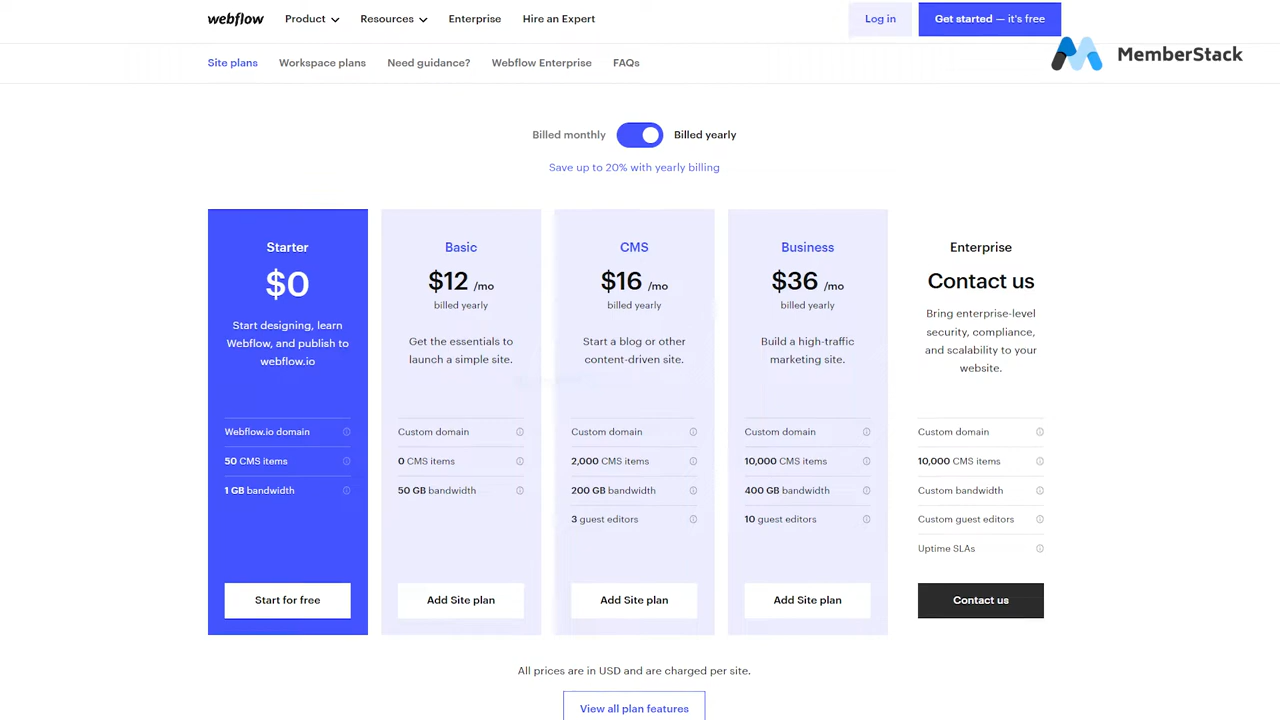 webflow
Product
Resources
Enterprise
Hire an Expert
Log in
Get started — it's free
MemberStack
Site plans
Workspace plans
Need guidance?
Webflow Enterprise
FAQs
Billed monthly
Billed yearly
Save up to 20% with yearly billing
Starter
$0
Start designing, learn
Webflow, and publish to
webflow.io
Webflow.io domain
50 CMS items
1 GB bandwidth
Start for free
Basic
$12 /mo
billed yearly
Get the essentials to
launch a simple site.
Custom domain
0 CMS items
50 GB bandwidth
Add Site plan
CMS
$16 /mo
billed yearly
Start a blog or other
content-driven site.
Custom domain
2,000 CMS items
200 GB bandwidth
3 guest editors
Add Site plan
Business
$36 /mo
billed yearly
Build a high-traffic
marketing site.
Custom domain
10,000 CMS items
400 GB bandwidth
10 guest editors
Add Site plan
Enterprise
Contact us
Bring enterprise-level
security, compliance,
and scalability to your
website.
Custom domain
10,000 CMS items
Custom bandwidth
Custom guest editors
Uptime SLAs
Contact us
All prices are in USD and are charged per site.
View all plan features